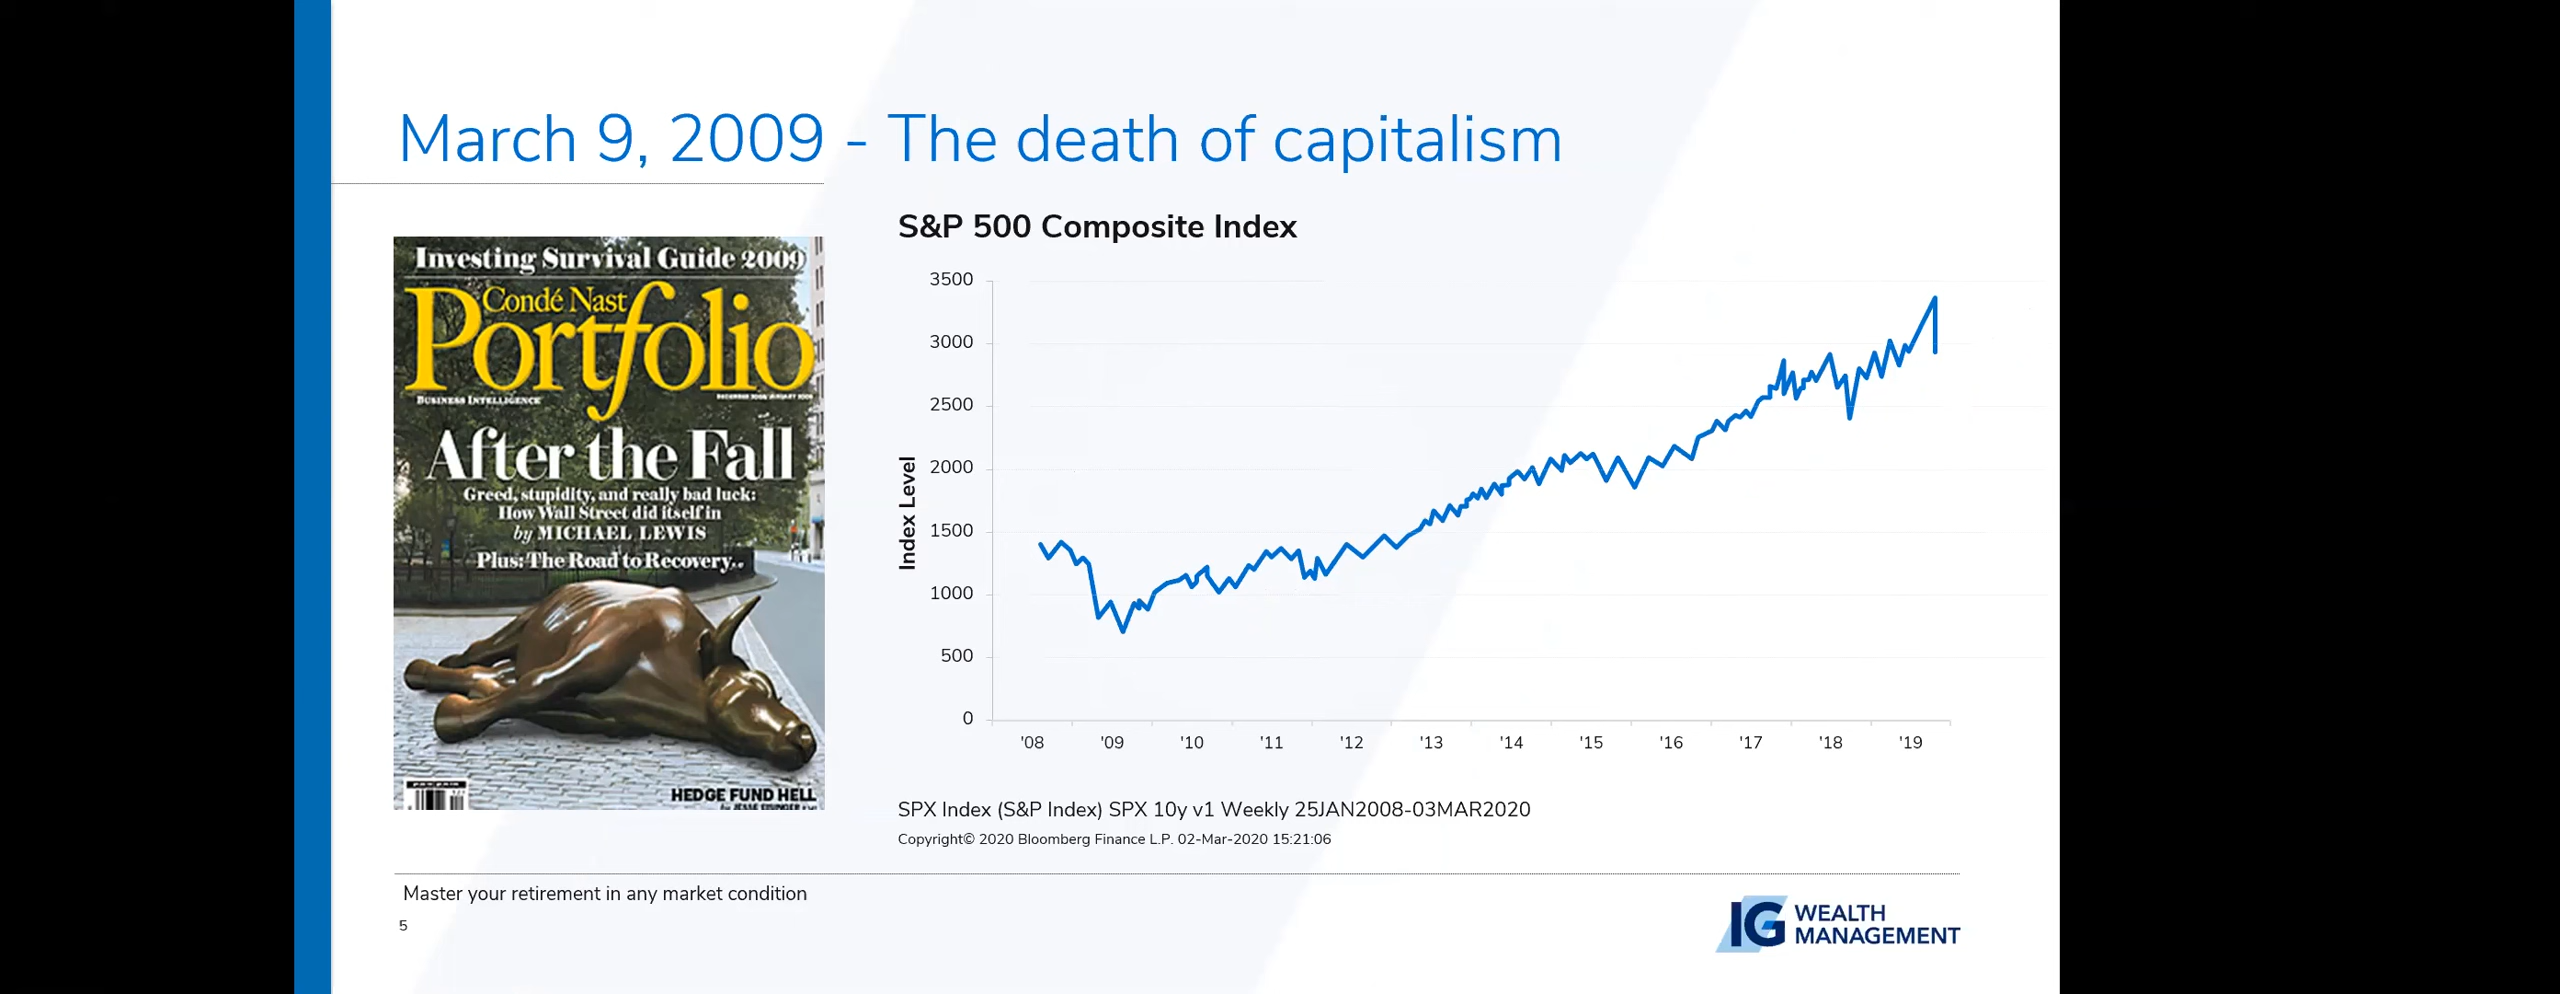 March 9, 2009 - The death of capitalism
Investing Survival Guide 2009
Condé Nast
Portfolio
BUSINESS INTELLIGENCE
After the Fall
Greed, stupidity, and really bad luck:
How Wall Street did itself in
by MICHAEL LEWIS
Plus: The Road to Recovery..
HEDGE FUND HELL
S&P 500 Composite Index
Index Level
3500
3000
2500
2000
1500
1000
500
0
'08 '09 '10 '11 '12 '13 '14 '15 '16 '17 '18 '19
SPX Index (S&P Index) SPX 10y v1 Weekly 25JAN2008-03MAR2020
Copyright© 2020 Bloomberg Finance L.P. 02-Mar-2020 15:21:06
Master your retirement in any market condition
5
IG WEALTH
MANAGEMENT